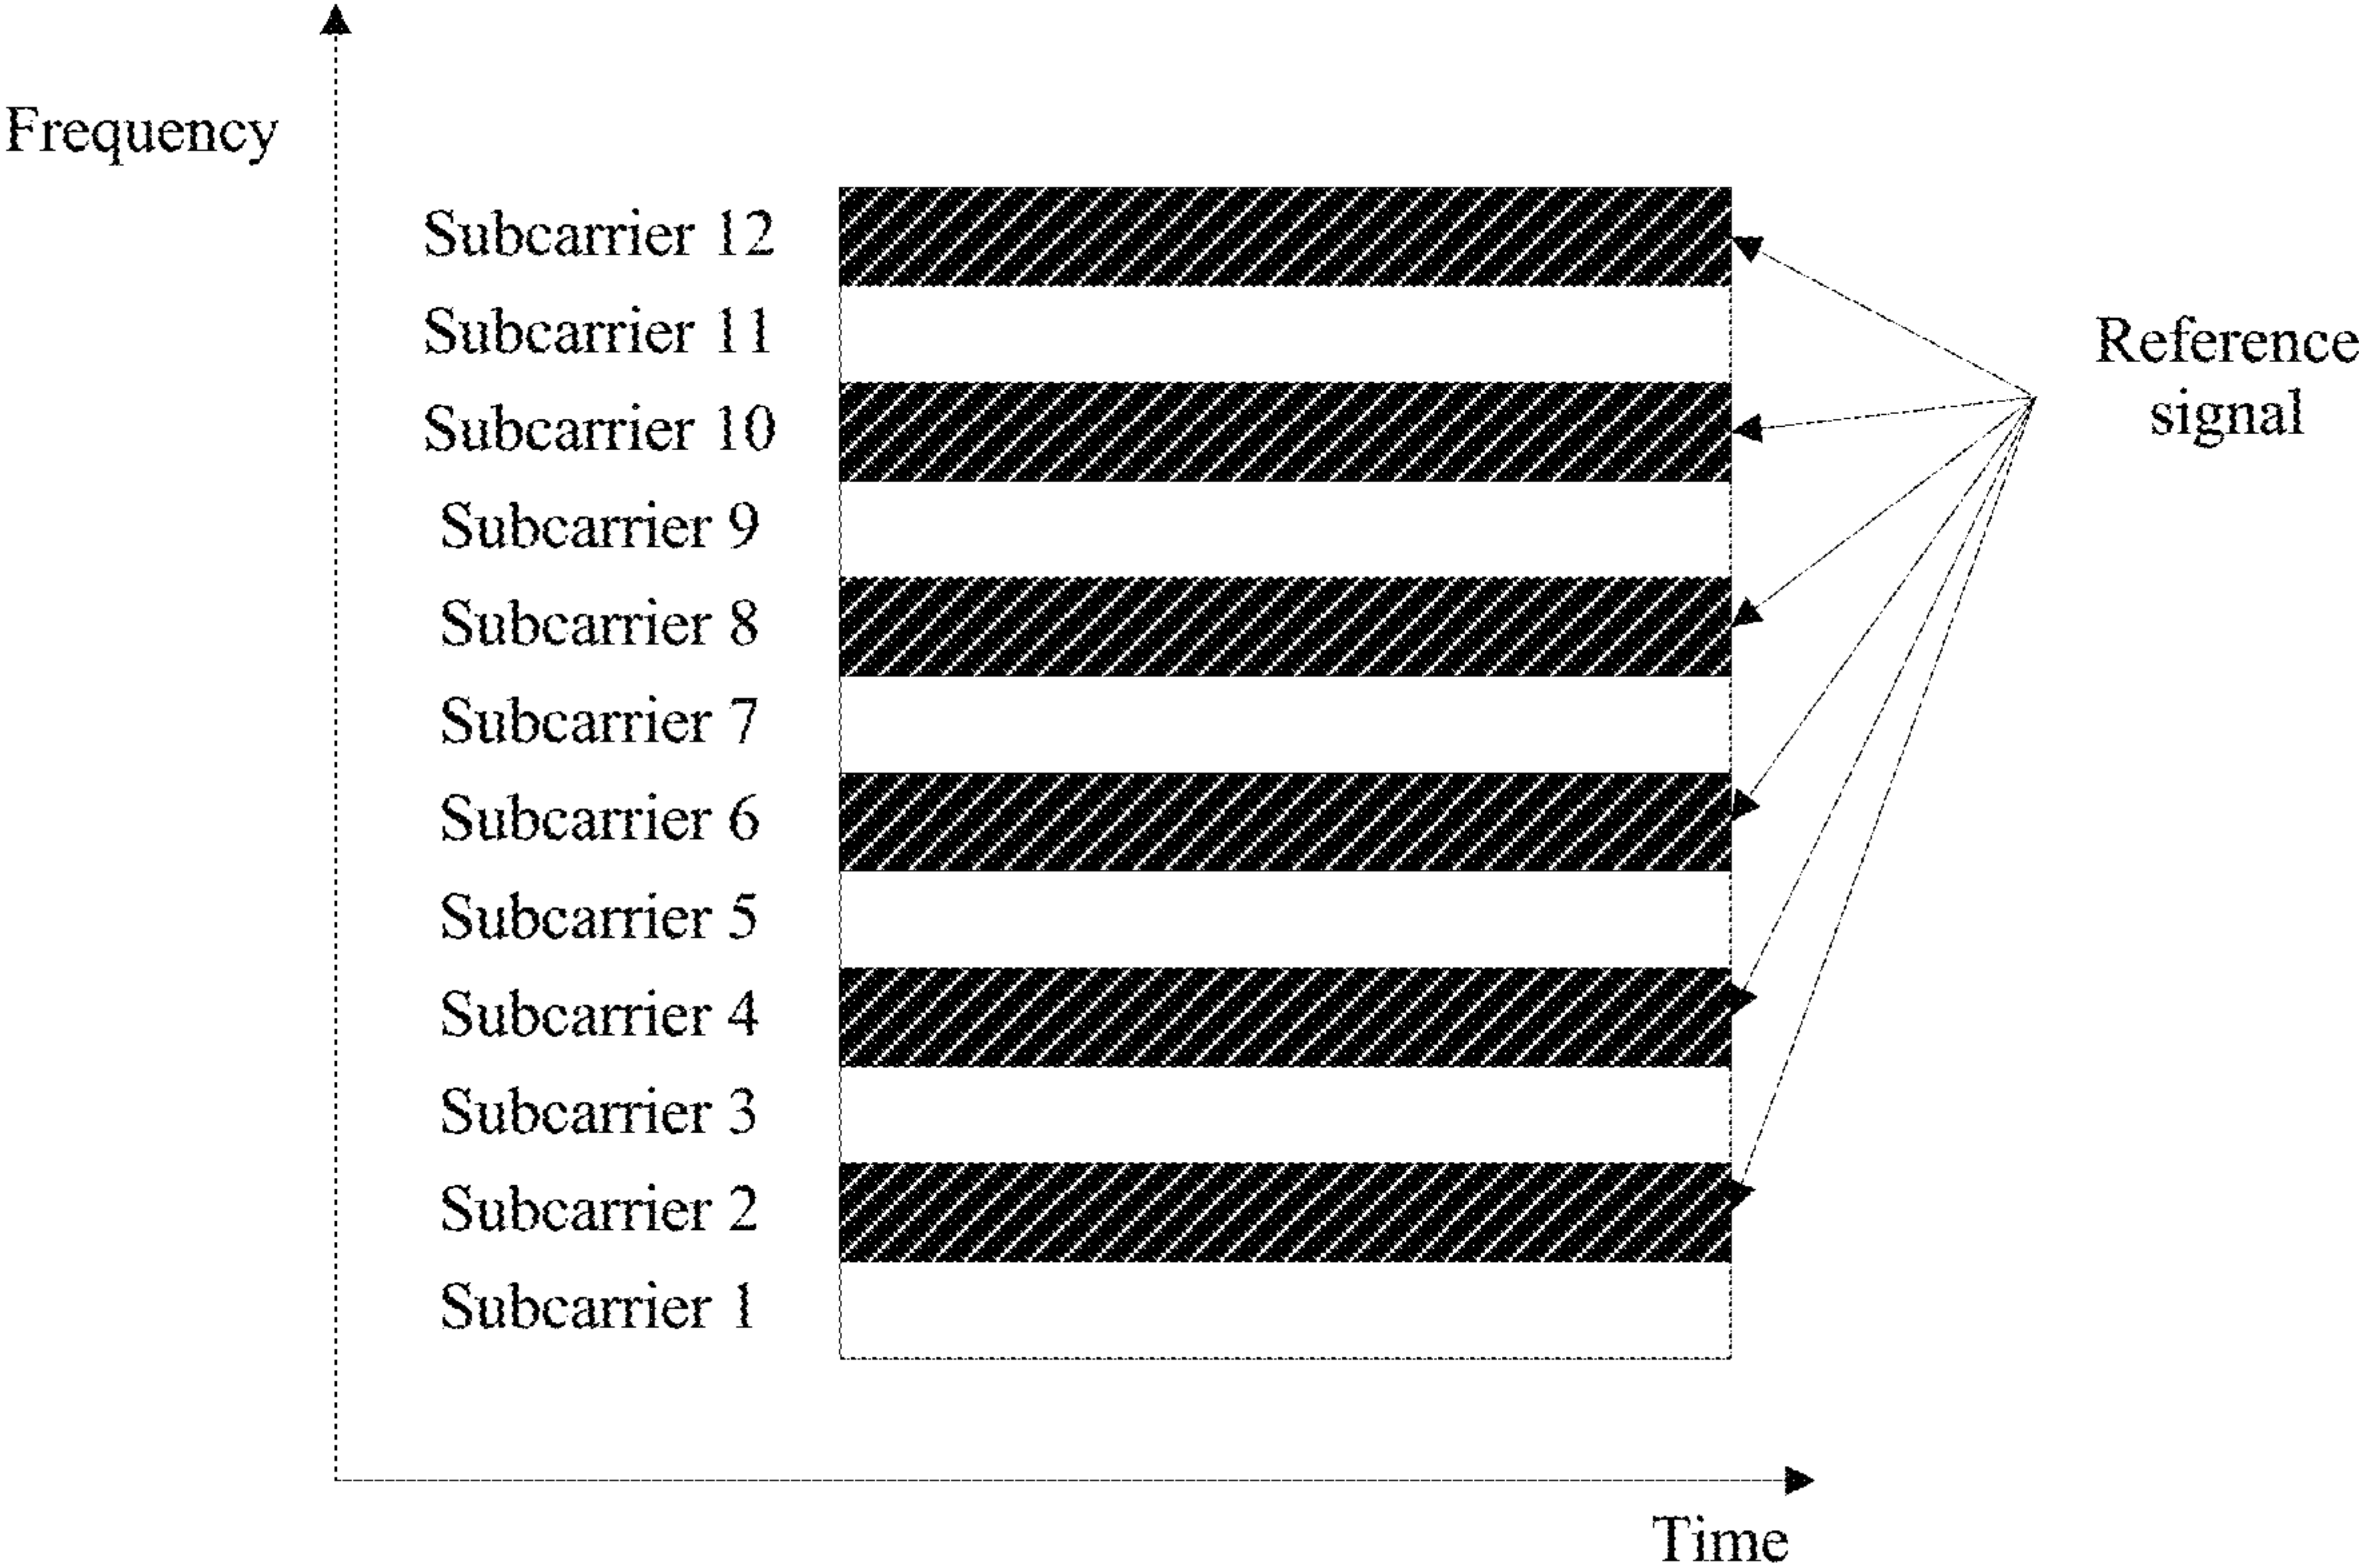 Frequency
Subcarrier 12
Subcarrier 11
Subcarrier 10
Subcarrier 9
Subcarrier 8
Subcarrier 7
Subcarrier 6
Subcarrier 5
Subcarrier 4
Subcarrier 3
Subcarrier 2
Subcarrier 1
Reference
signal
Time